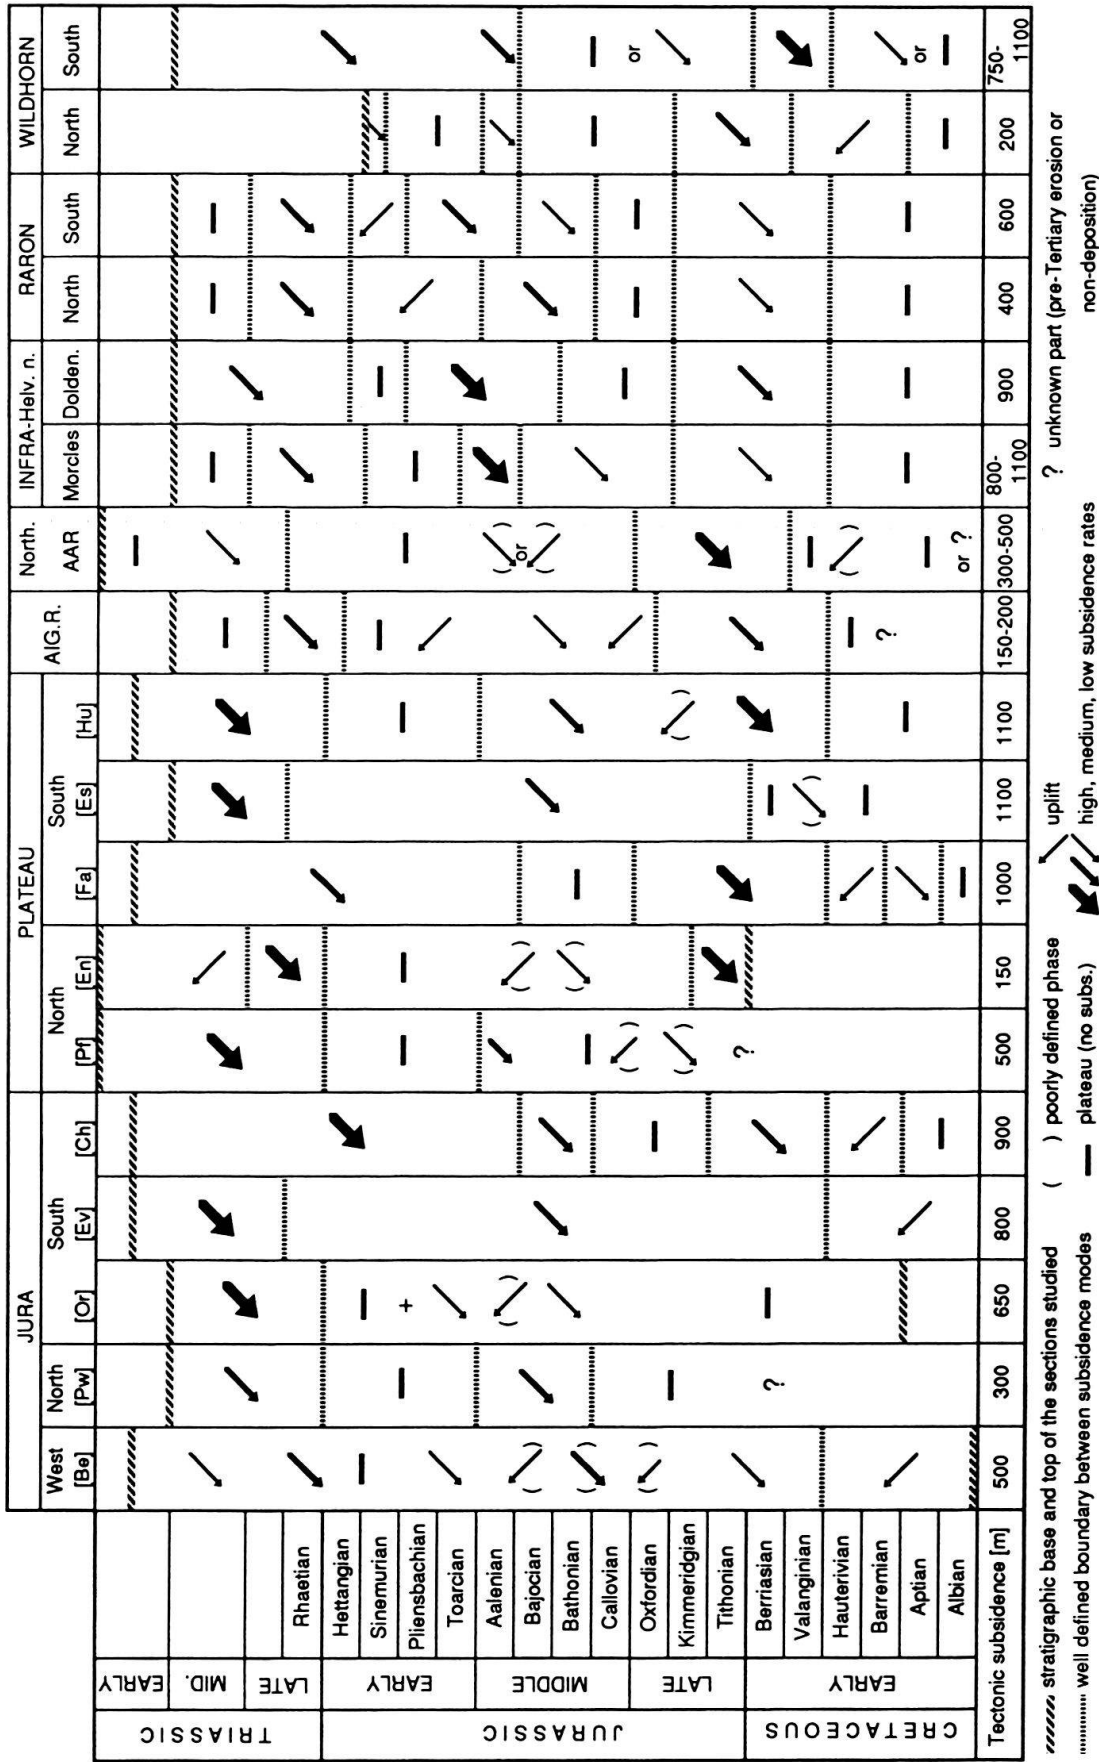 JURA
PLATEAU
AIG.R.
North.
AAR
INFRA-Helv. n.
RARON
WILDHORN
West
[Be]
North
[Pw]
[Or]
South
[Ev]
[Ch]
North
[Pf]
[En]
[Fa]
South
[Es]
[Hu]
Morcles
Dolden.
North
South
North
South
TRIASSIC
EARLY
MID.
LATE
Rhaetian
JURASSIC
EARLY
Hettangian
Sinemurian
Pliensbachian
Toarcian
MIDDLE
Aalenian
Bajocian
Bathonian
Callovian
LATE
Oxfordian
Kimmeridgian
Tithonian
CRETACEOUS
EARLY
Berriasian
Valanginian
Hauterivian
Barremian
Aptian
Albian
( )
( )
( )
?
+
( )
( )
( )
?
( )
( )
( )
( )
?
( )
or
( )
( )
or ?
or
or
Tectonic subsidence [m]
500
300
650
800
900
500
150
1000
1100
1100
150-200
300-500
800-
1100
900
400
600
200
750-
1100
stratigraphic base and top of the sections studied
well defined boundary between subsidence modes
( ) poorly defined phase
plateau (no subs.)
uplift
high, medium, low subsidence rates
? unknown part (pre-Tertiary erosion or
non-deposition)